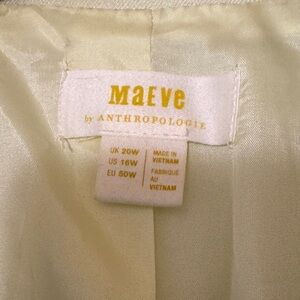 Maeve
by ANTHROPOLOGIE
UK 20W
US 16W
EU 50W
MADE IN
VIETNAM
FABRIQUÉ
AU
VIETNAM